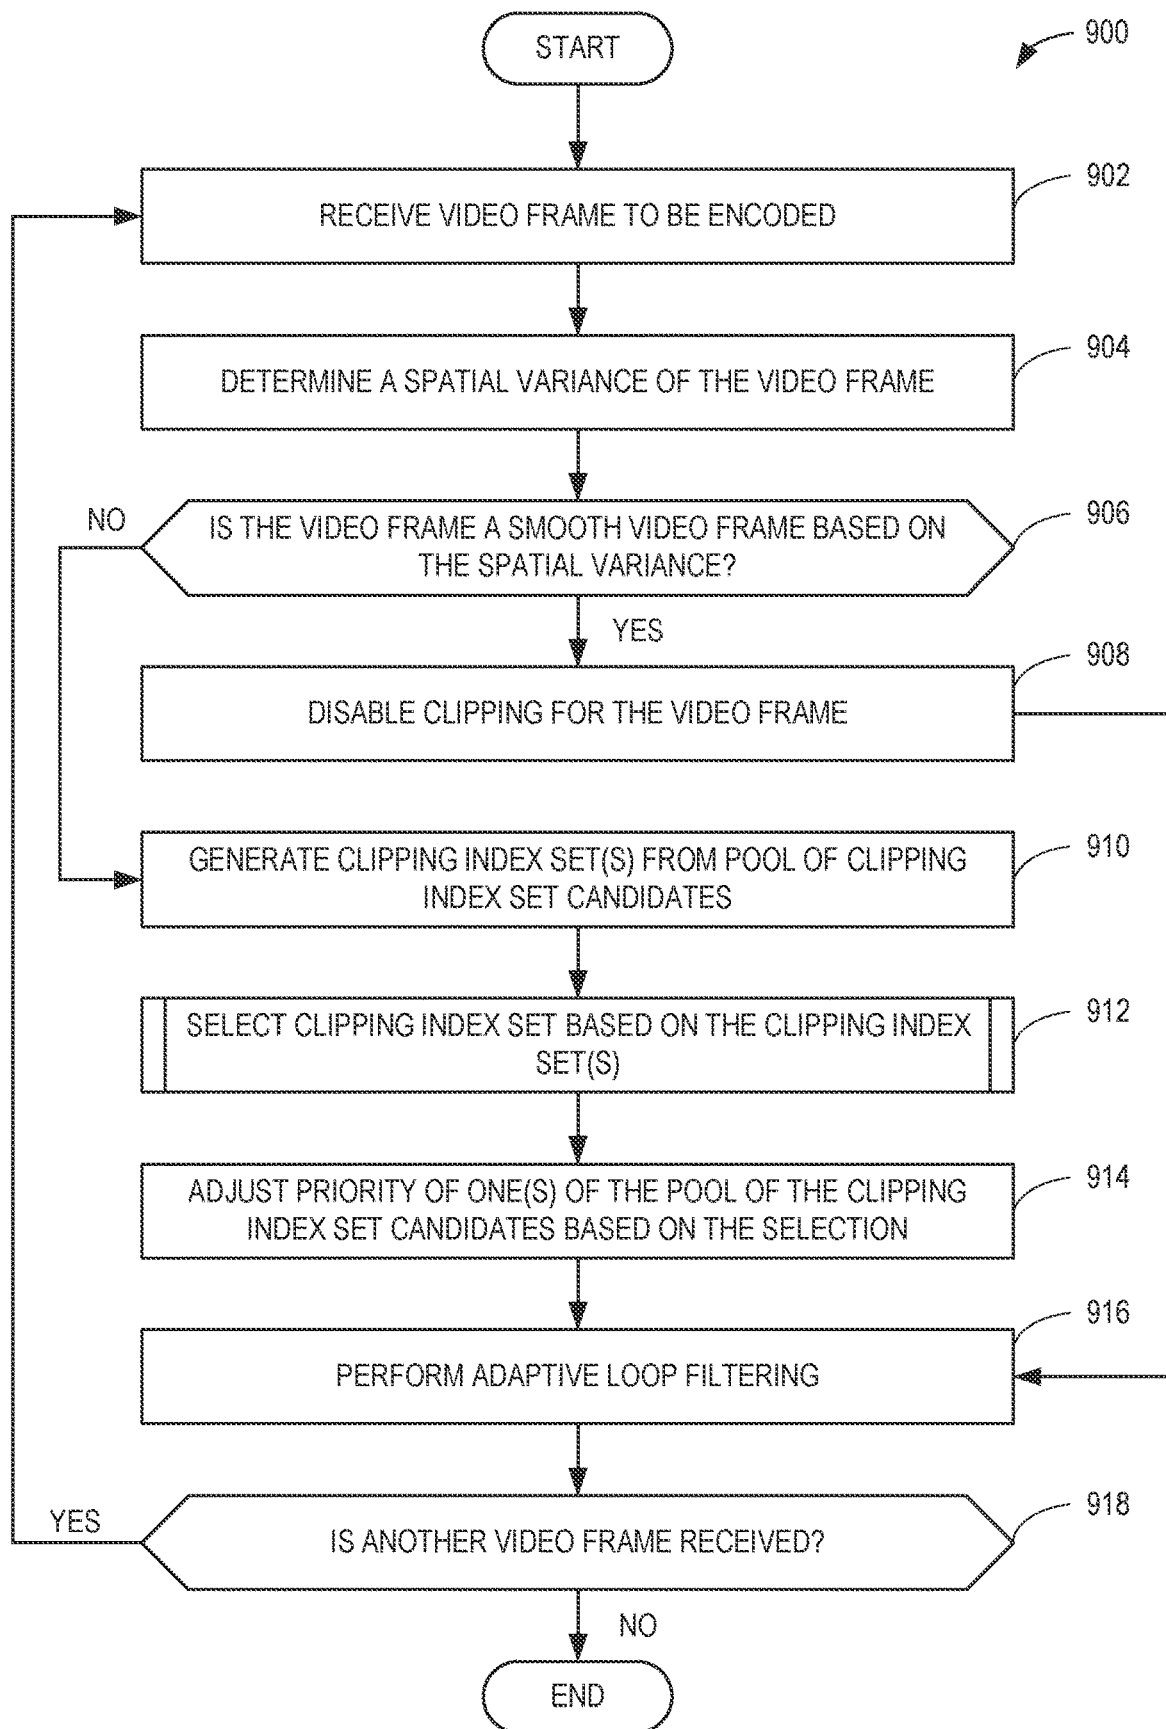 START
900
RECEIVE VIDEO FRAME TO BE ENCODED
902
DETERMINE A SPATIAL VARIANCE OF THE VIDEO FRAME
904
NO
IS THE VIDEO FRAME A SMOOTH VIDEO FRAME BASED ON
THE SPATIAL VARIANCE?
906
YES
DISABLE CLIPPING FOR THE VIDEO FRAME
908
GENERATE CLIPPING INDEX SET(S) FROM POOL OF CLIPPING
INDEX SET CANDIDATES
910
SELECT CLIPPING INDEX SET BASED ON THE CLIPPING INDEX
SET(S)
912
ADJUST PRIORITY OF ONE(S) OF THE POOL OF THE CLIPPING
INDEX SET CANDIDATES BASED ON THE SELECTION
914
PERFORM ADAPTIVE LOOP FILTERING
916
YES
IS ANOTHER VIDEO FRAME RECEIVED?
918
NO
END